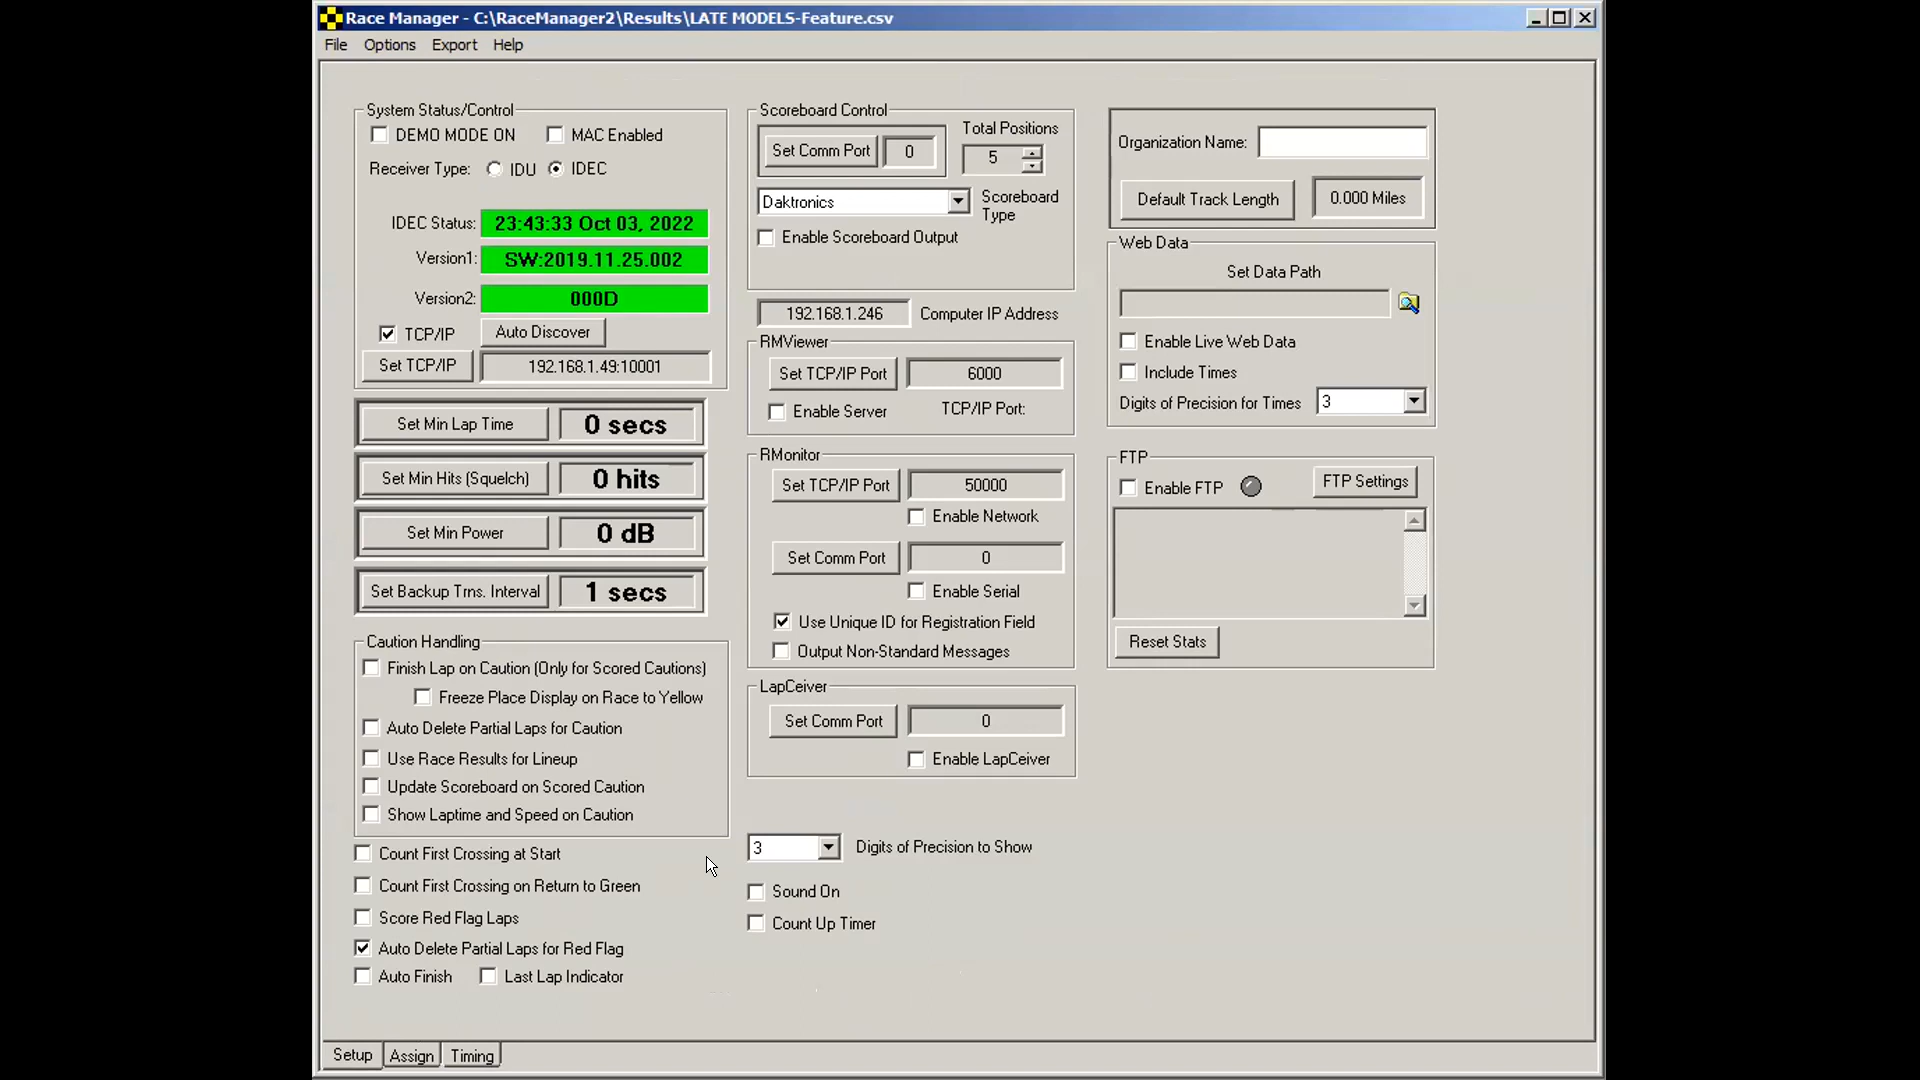 Race Manager - C:\RaceManager2\Results\LATE MODELS-Feature.csv
File Options Export Help
System Status/Control
DEMO MODE ON MAC Enabled
Receiver Type: IDU IDEC
IDEC Status: 23:43:33 Oct 03, 2022
Version1: SW:2019.11.25.002
Version2: 000D
TCP/IP Auto Discover
Set TCP/IP 192.168.1.49:10001
Set Min Lap Time 0 secs
Set Min Hits (Squelch) 0 hits
Set Min Power 0 dB
Set Backup Trns. Interval 1 secs
Caution Handling
Finish Lap on Caution (Only for Scored Cautions)
Freeze Place Display on Race to Yellow
Auto Delete Partial Laps for Caution
Use Race Results for Lineup
Update Scoreboard on Scored Caution
Show Laptime and Speed on Caution
Count First Crossing at Start
Count First Crossing on Return to Green
Score Red Flag Laps
Auto Delete Partial Laps for Red Flag
Auto Finish Last Lap Indicator
Scoreboard Control
Total Positions
Set Comm Port 0 5
Daktronics Scoreboard
Type
Enable Scoreboard Output
192.168.1.246 Computer IP Address
RMViewer
Set TCP/IP Port 6000
Enable Server TCP/IP Port:
RMonitor
Set TCP/IP Port 50000
Enable Network
Set Comm Port 0
Enable Serial
Use Unique ID for Registration Field
Output Non-Standard Messages
LapCeiver
Set Comm Port 0
Enable LapCeiver
3 Digits of Precision to Show
Sound On
Count Up Timer
Organization Name:
Default Track Length 0.000 Miles
Web Data
Set Data Path
Enable Live Web Data
Include Times
Digits of Precision for Times 3
FTP
Enable FTP FTP Settings
Reset Stats
Setup Assign Timing